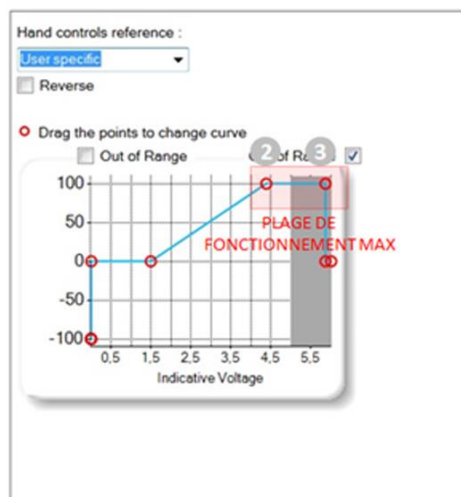 Hand controls reference :
User specific
Reverse
Drag the points to change curve
Out of Range
2 of Range 3
PLAGE DE
FONCTIONNEMENT MAX
100
50
0
-50
-100
0,5 1,5 2,5 3,5 4,5 5,5
Indicative Voltage